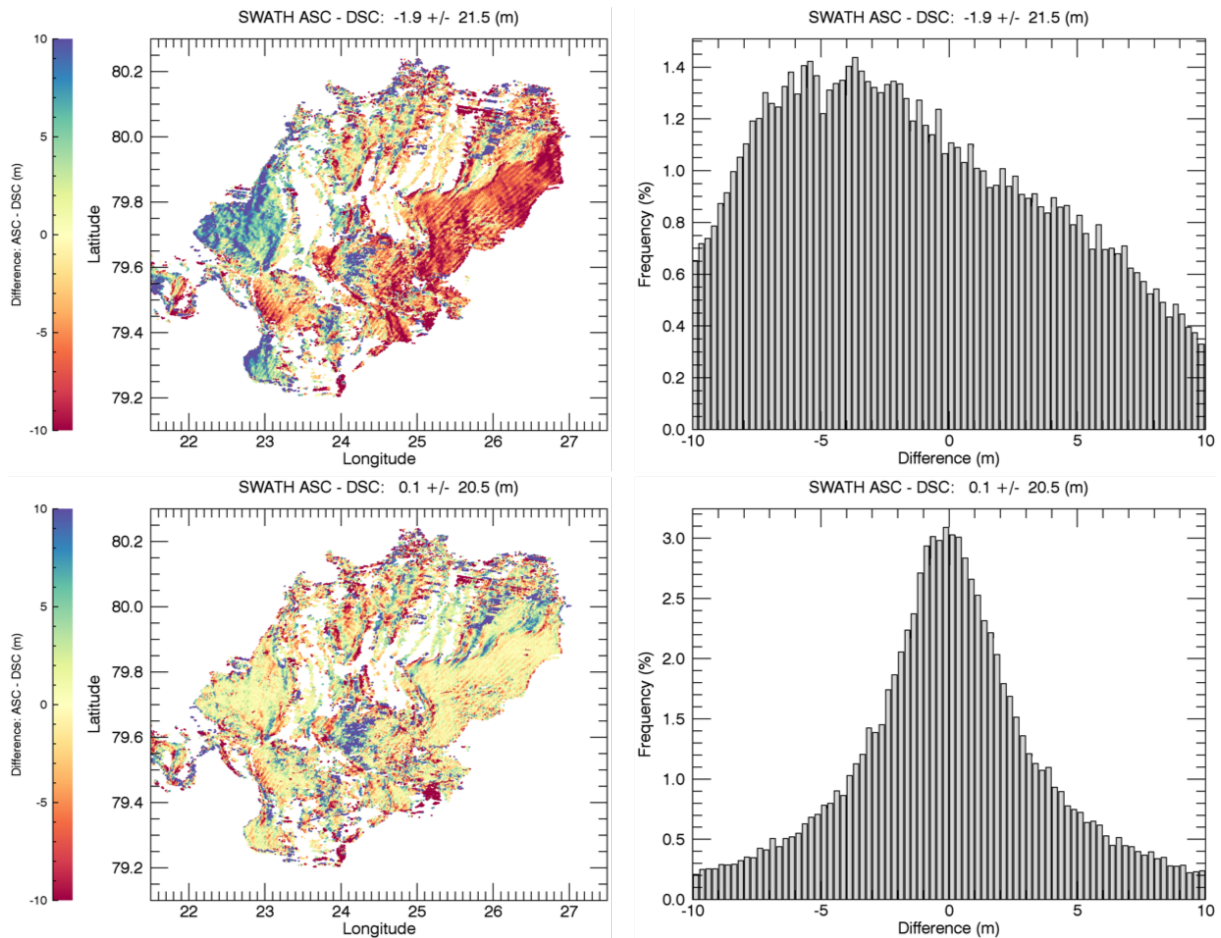 SWATH ASC - DSC: -1.9 +/- 21.5 (m)
10
5
0
-5
-10
Difference: ASC - DSC (m)
80.2
80.0
79.8
79.6
79.4
79.2
Latitude
22 23 24 25 26 27
Longitude
SWATH ASC - DSC: -1.9 +/- 21.5 (m)
1.4
1.2
1.0
0.8
0.6
0.4
0.2
0.0
Frequency (%)
-10 -5 0 5 10
Difference (m)
SWATH ASC - DSC: 0.1 +/- 20.5 (m)
10
5
0
-5
-10
Difference: ASC - DSC (m)
80.2
80.0
79.8
79.6
79.4
79.2
Latitude
22 23 24 25 26 27
Longitude
SWATH ASC - DSC: 0.1 +/- 20.5 (m)
3.0
2.5
2.0
1.5
1.0
0.5
0.0
Frequency (%)
-10 -5 0 5 10
Difference (m)